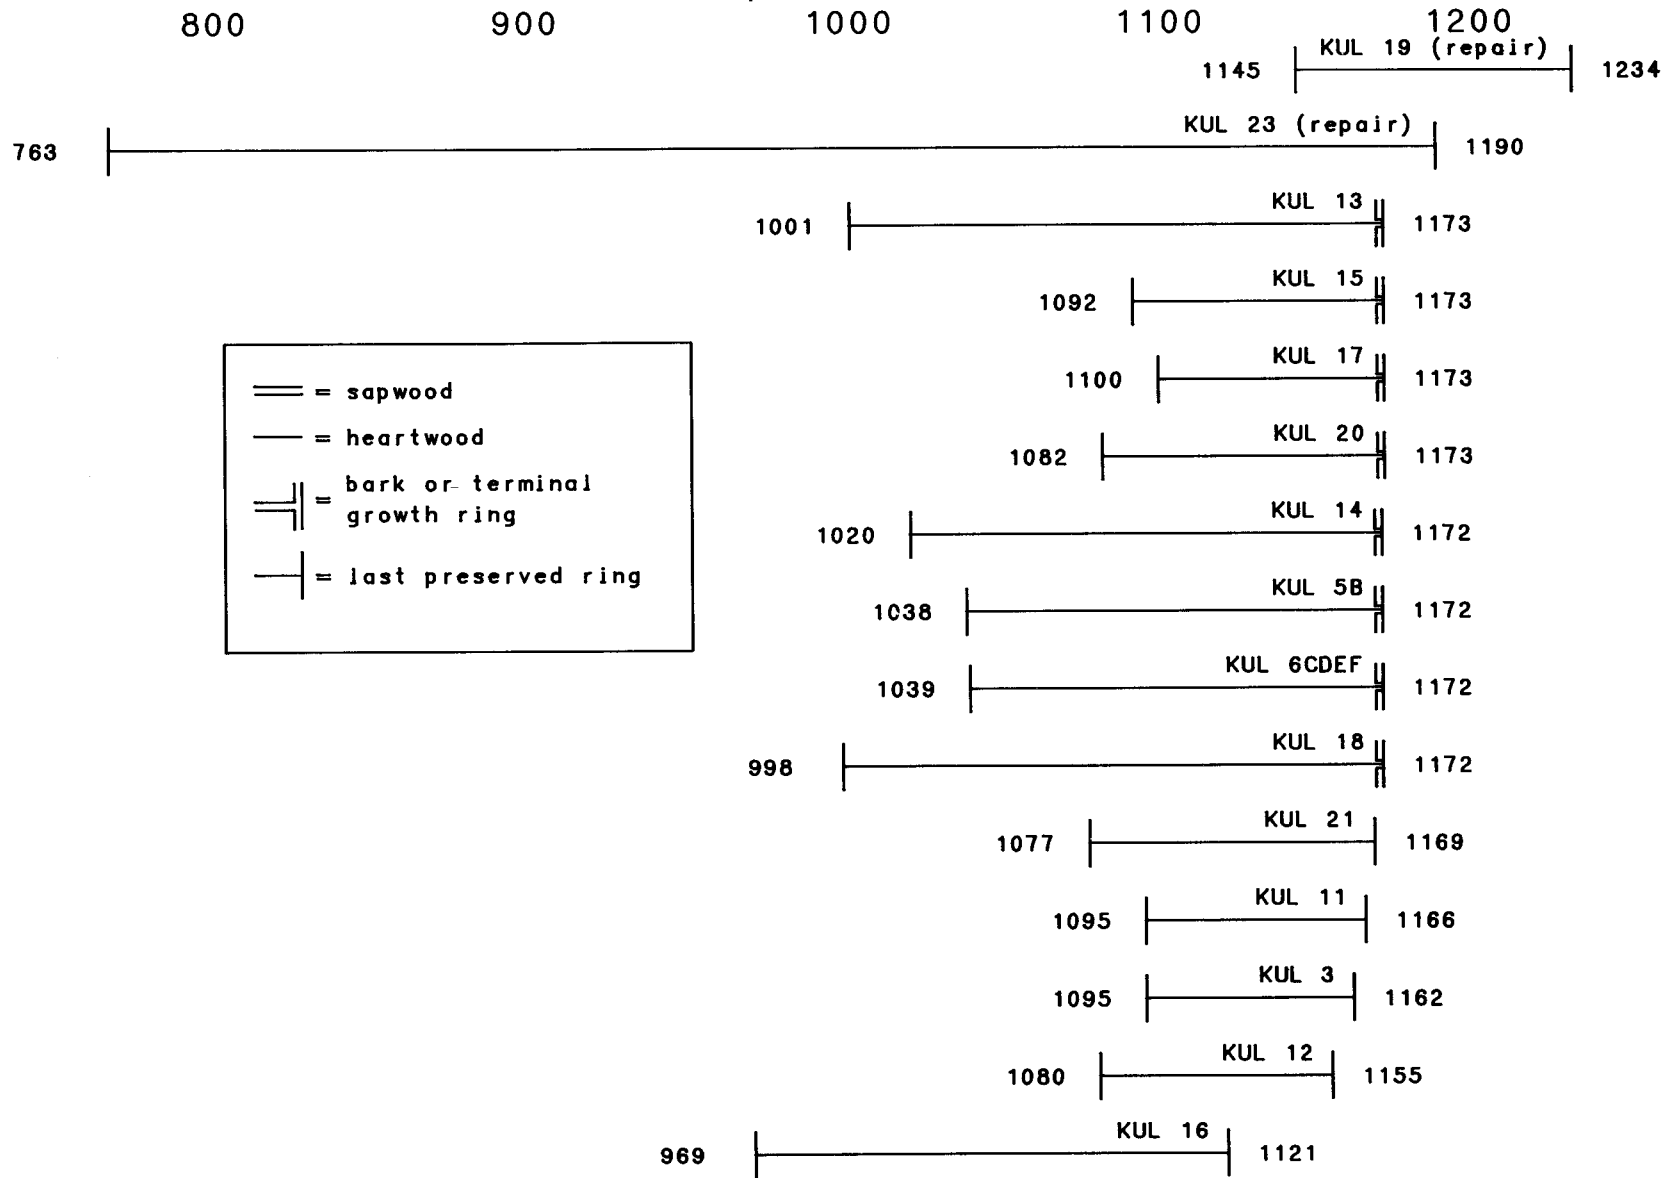 800 900 1000 1100 1200
KUL 19 (repair)
1145 1234
KUL 23 (repair)
763 1190
KUL 13
1001 1173
KUL 15
1092 1173
KUL 17
1100 1173
KUL 20
1082 1173
KUL 14
1020 1172
KUL 5B
1038 1172
KUL 6CDEF
1039 1172
KUL 18
998 1172
KUL 21
1077 1169
KUL 11
1095 1166
KUL 3
1095 1162
KUL 12
1080 1155
KUL 16
969 1121
= sapwood
= heartwood
= bark or terminal
growth ring
= last preserved ring